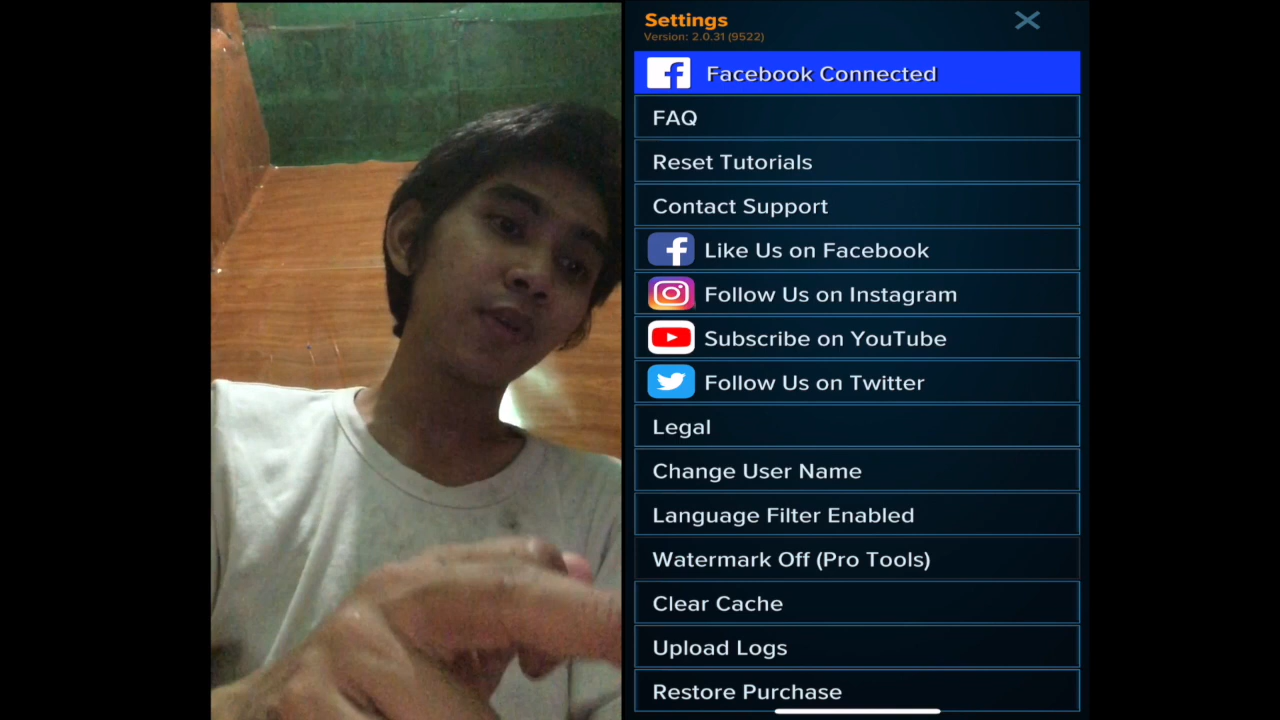 Settings
Version: 2.0.31 (9522)
Facebook Connected
FAQ
Reset Tutorials
Contact Support
Like Us on Facebook
Follow Us on Instagram
Subscribe on YouTube
Follow Us on Twitter
Legal
Change User Name
Language Filter Enabled
Watermark Off (Pro Tools)
Clear Cache
Upload Logs
Restore Purchase